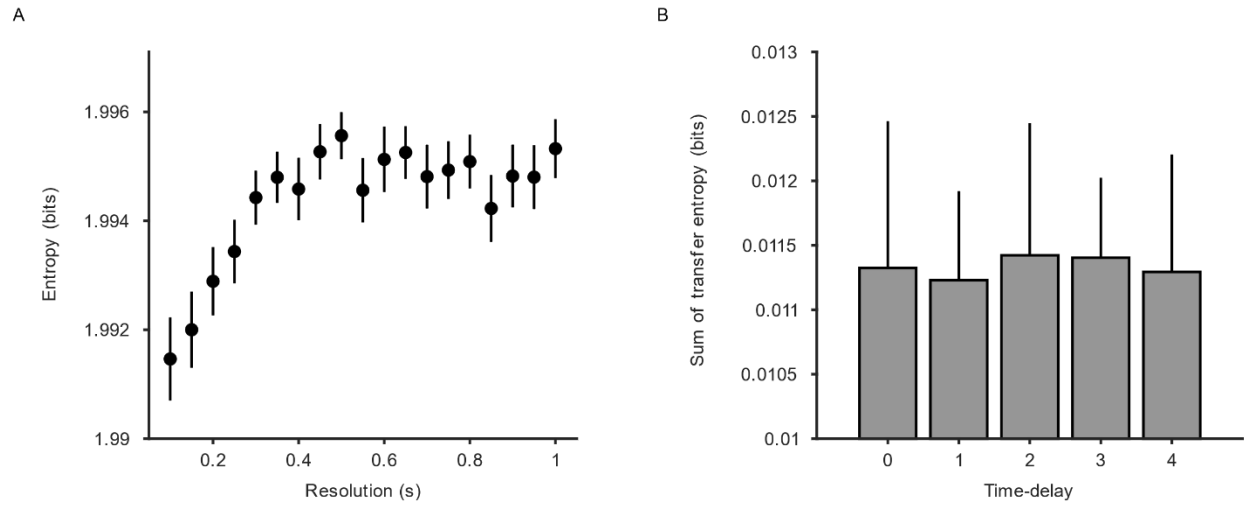 A
1.996
1.994
1.992
1.99
Entropy (bits)
0.2 0.4 0.6 0.8 1
Resolution (s)
B
0.013
0.0125
0.012
0.0115
0.011
0.0105
0.01
Sum of transfer entropy (bits)
0 1 2 3 4
Time-delay